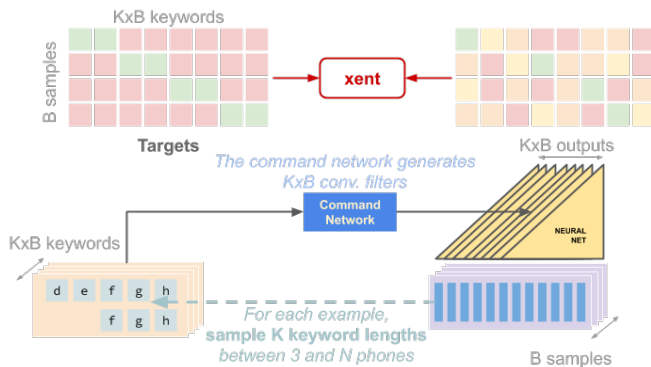 KxB keywords
B samples
xent
Targets
KxB outputs
The command network generates
KxB conv. filters
Command
Network
NEURAL
NET
KxB keywords
d e f g h
f g h
For each example,
sample K keyword lengths
between 3 and N phones
B samples